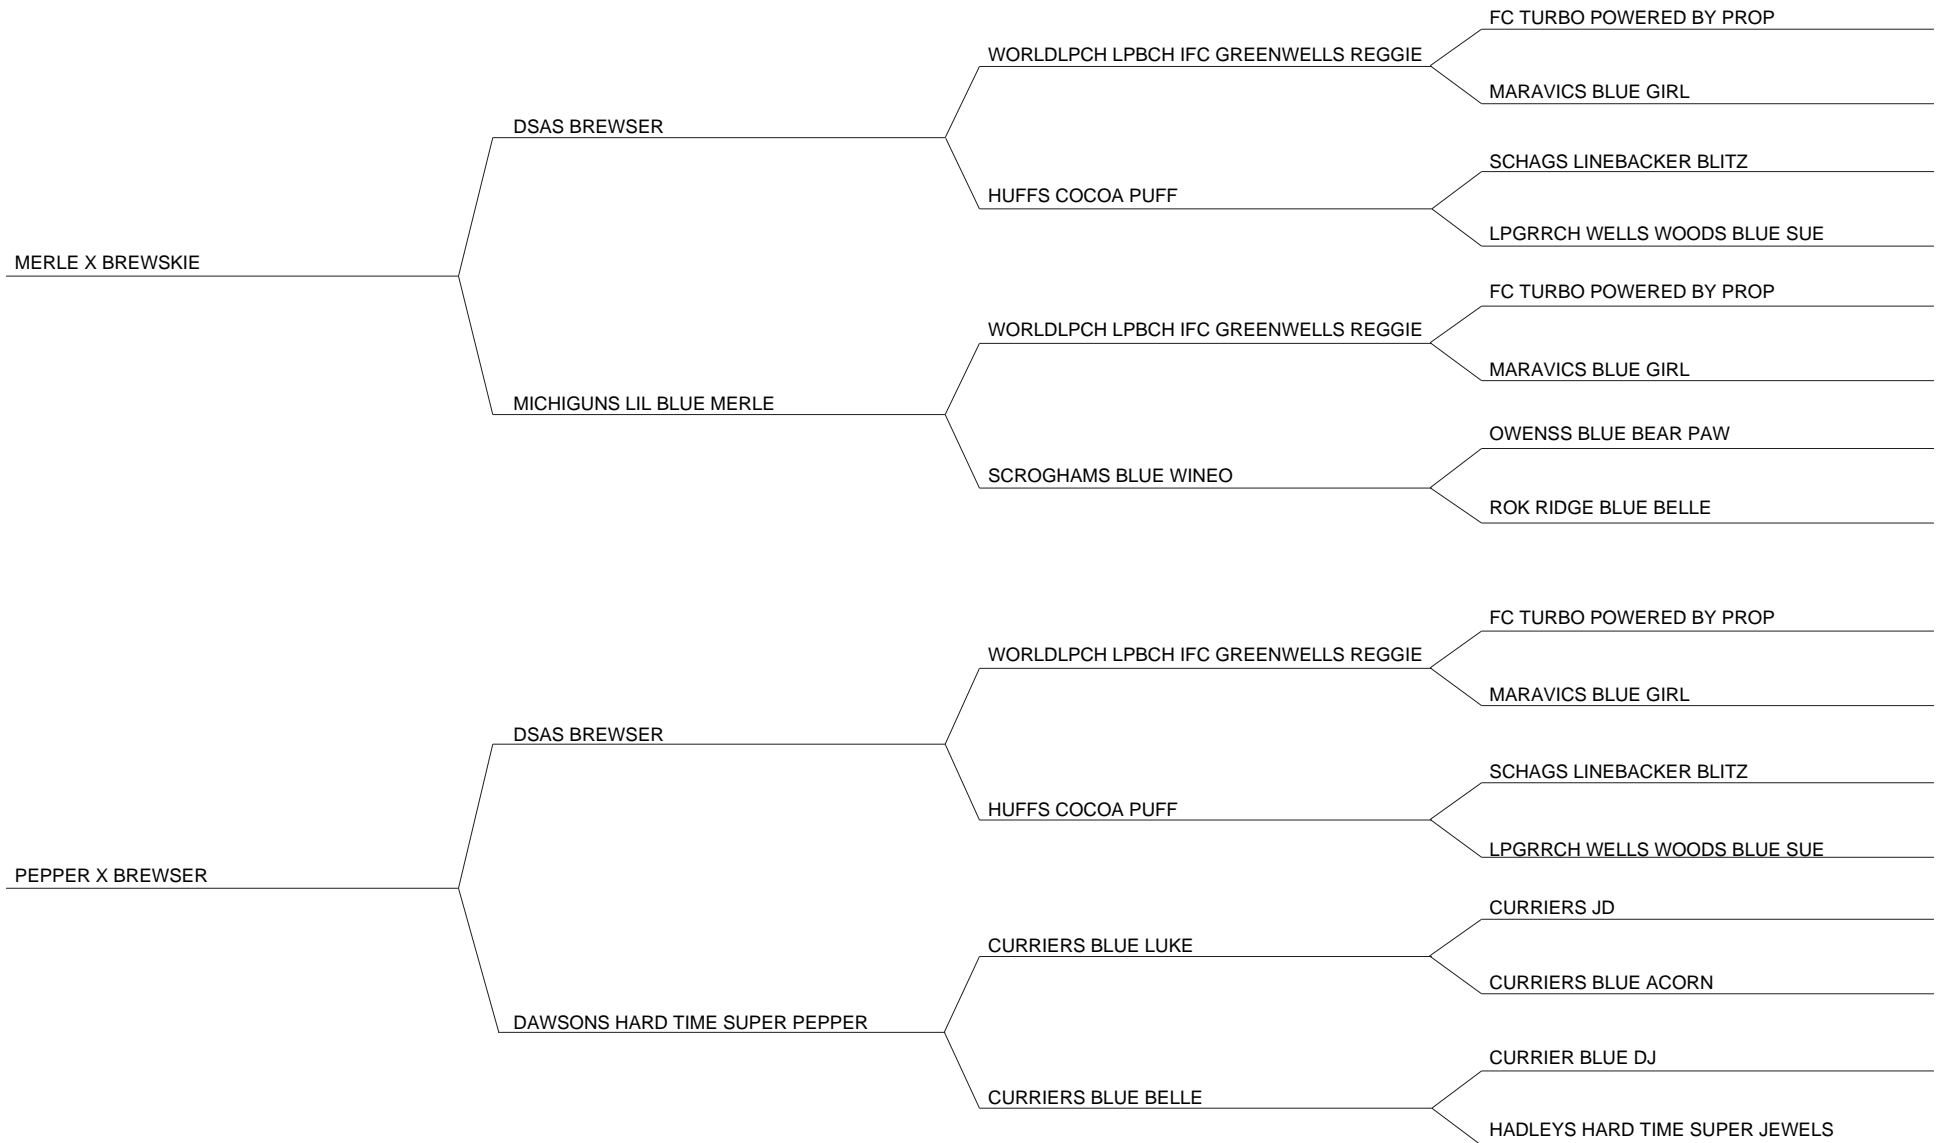 FC TURBO POWERED BY PROP
WORLDLPCH LPBCH IFC GREENWELLS REGGIE
MARAVICS BLUE GIRL
DSAS BREWSER
SCHAGS LINEBACKER BLITZ
HUFFS COCOA PUFF
LPGRRCH WELLS WOODS BLUE SUE
MERLE X BREWSKIE
FC TURBO POWERED BY PROP
WORLDLPCH LPBCH IFC GREENWELLS REGGIE
MARAVICS BLUE GIRL
MICHIGUNS LIL BLUE MERLE
OWENSS BLUE BEAR PAW
SCROGHAMS BLUE WINEO
ROK RIDGE BLUE BELLE
FC TURBO POWERED BY PROP
WORLDLPCH LPBCH IFC GREENWELLS REGGIE
MARAVICS BLUE GIRL
DSAS BREWSER
SCHAGS LINEBACKER BLITZ
HUFFS COCOA PUFF
LPGRRCH WELLS WOODS BLUE SUE
PEPPER X BREWSER
CURRIERS JD
CURRIERS BLUE LUKE
CURRIERS BLUE ACORN
DAWSONS HARD TIME SUPER PEPPER
CURRIER BLUE DJ
CURRIERS BLUE BELLE
HADLEYS HARD TIME SUPER JEWELS